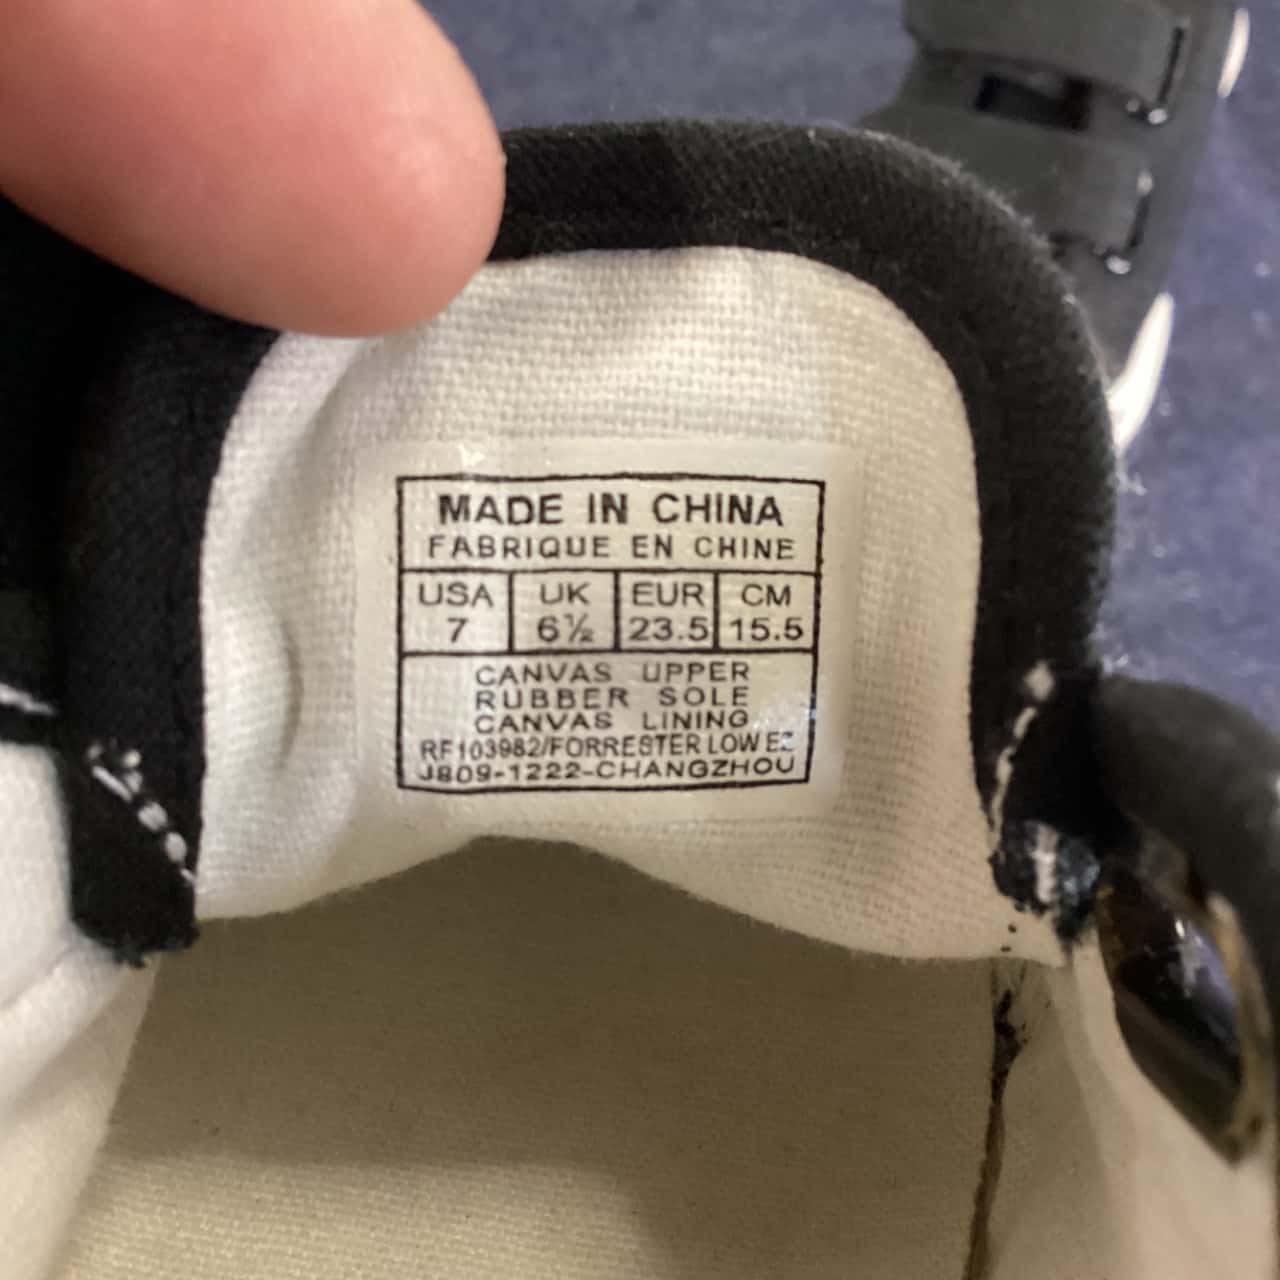 MADE IN CHINA
FABRIQUE EN CHINE
USA UK EUR CM
7 6½ 23.5 15.5
CANVAS UPPER
RUBBER SOLE
CANVAS LINING
RF103982/FORRESTER LOW EZ
J809-1222-CHANGZHOU